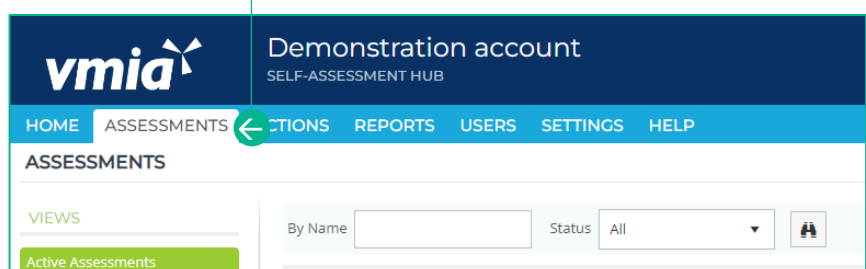 vmia
Demonstration account
SELF-ASSESSMENT HUB
HOME ASSESSMENTS CTIONS REPORTS USERS SETTINGS HELP
ASSESSMENTS
VIEWS
By Name Status All
Active Assessments